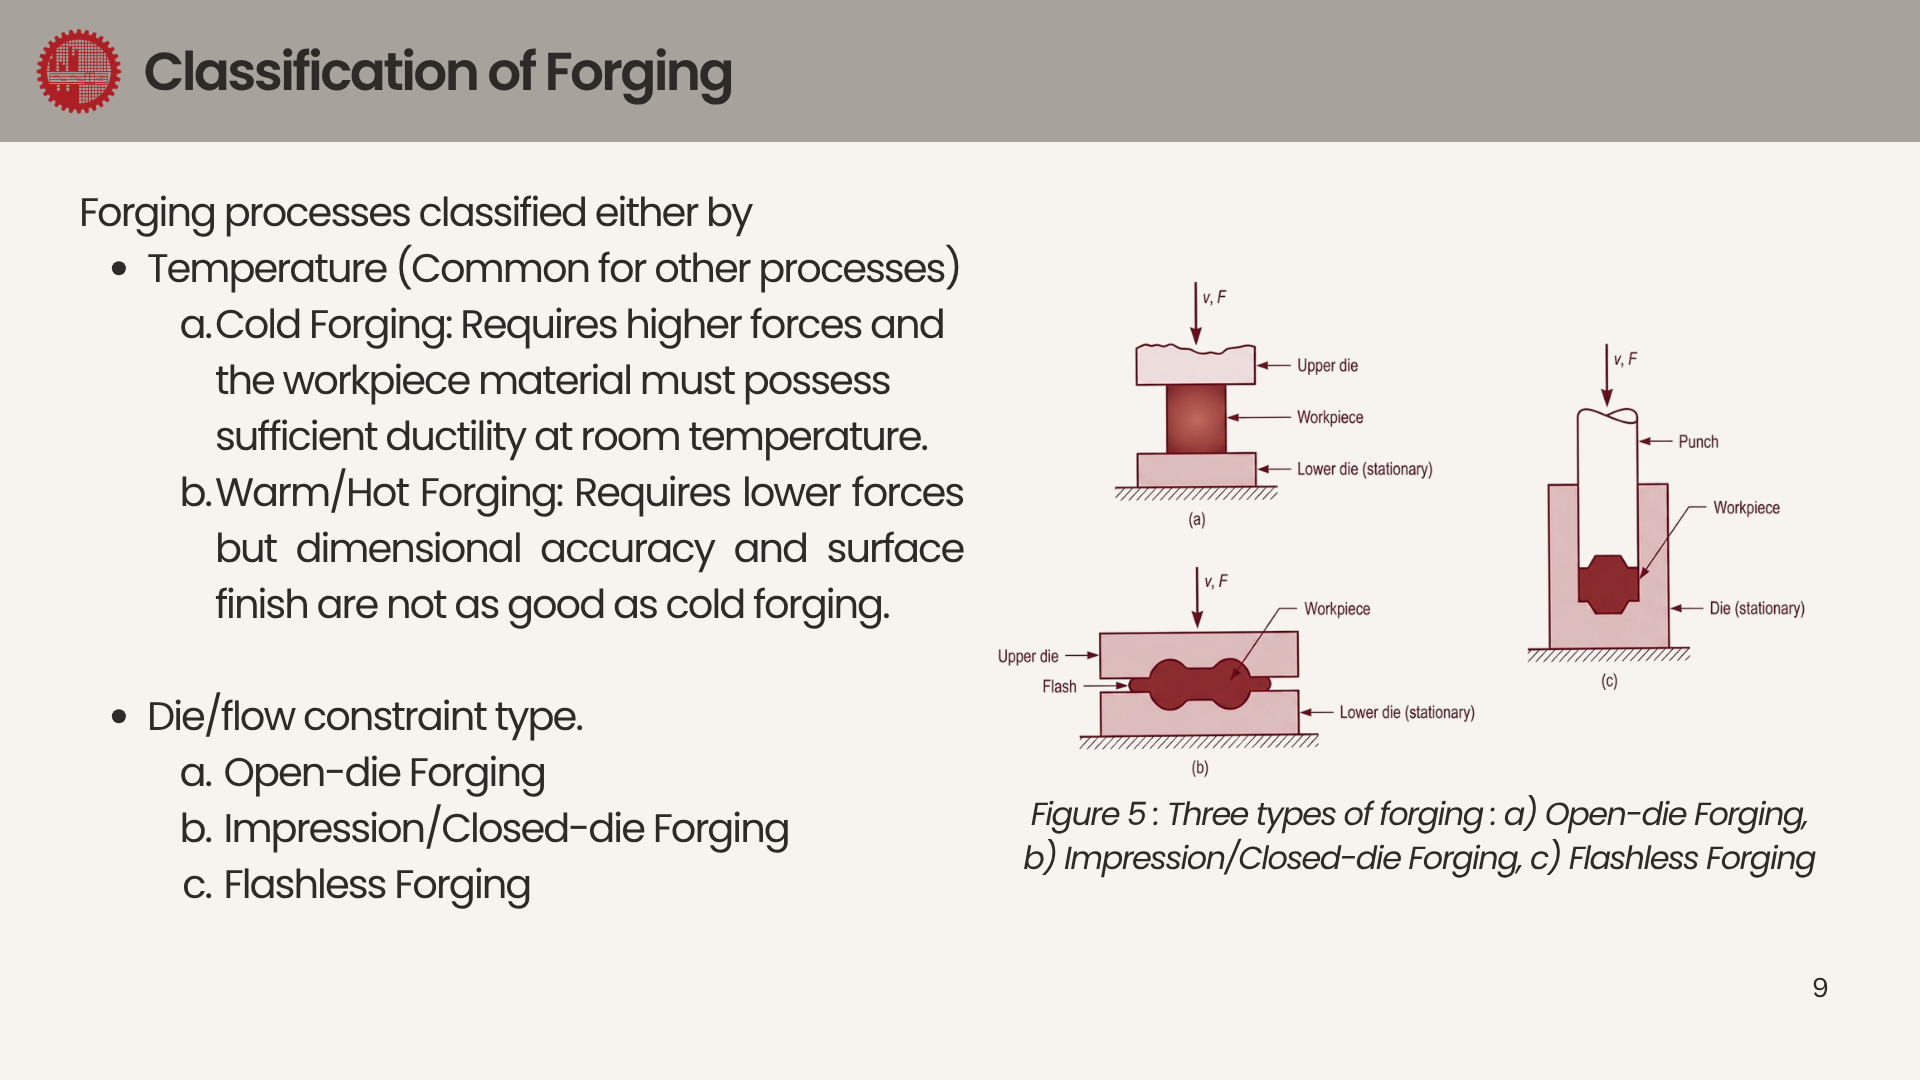 Classification of Forging
Forging processes classified either by
• Temperature (Common for other processes)
a. Cold Forging: Requires higher forces and
the workpiece material must possess
sufficient ductility at room temperature.
b. Warm/Hot Forging: Requires lower forces
but dimensional accuracy and surface
finish are not as good as cold forging.
• Die/flow constraint type.
a. Open-die Forging
b. Impression/Closed-die Forging
c. Flashless Forging
v, F
Upper die
Workpiece
Lower die (stationary)
(a)
v, F
Workpiece
Upper die
Flash
Lower die (stationary)
(b)
v, F
Punch
Workpiece
Die (stationary)
(c)
Figure 5 : Three types of forging : a) Open-die Forging,
b) Impression/Closed-die Forging, c) Flashless Forging
9